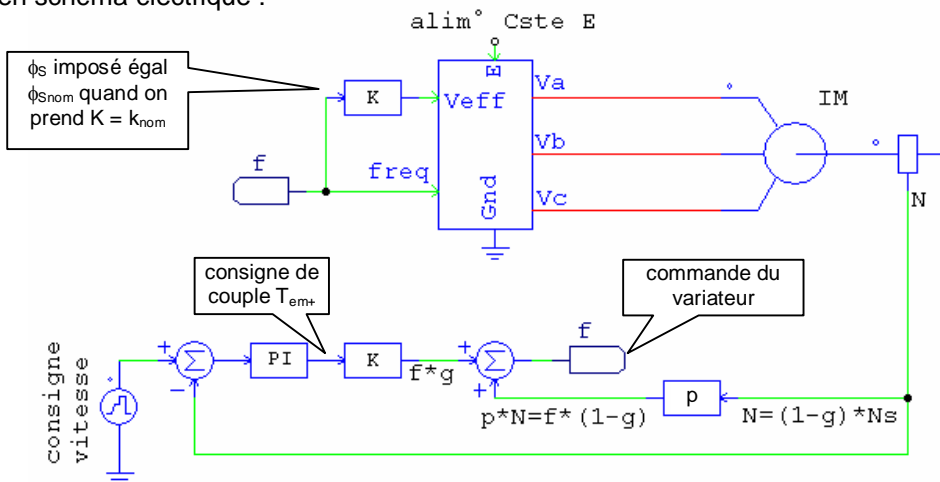 en schéma électrique :
alim° Cste E
ϕS imposé égal
ϕSnom quand on
prend K = knom
K
E
Veff
Va
IM
f
freq
Vb
Gnd
Vc
N
consigne de
couple Tem+
commande du
variateur
f
+
Σ
PI
K
f*g
+
Σ
−
+
p
p*N=f*(1-g)
N=(1-g)*Ns
consigne
vitesse